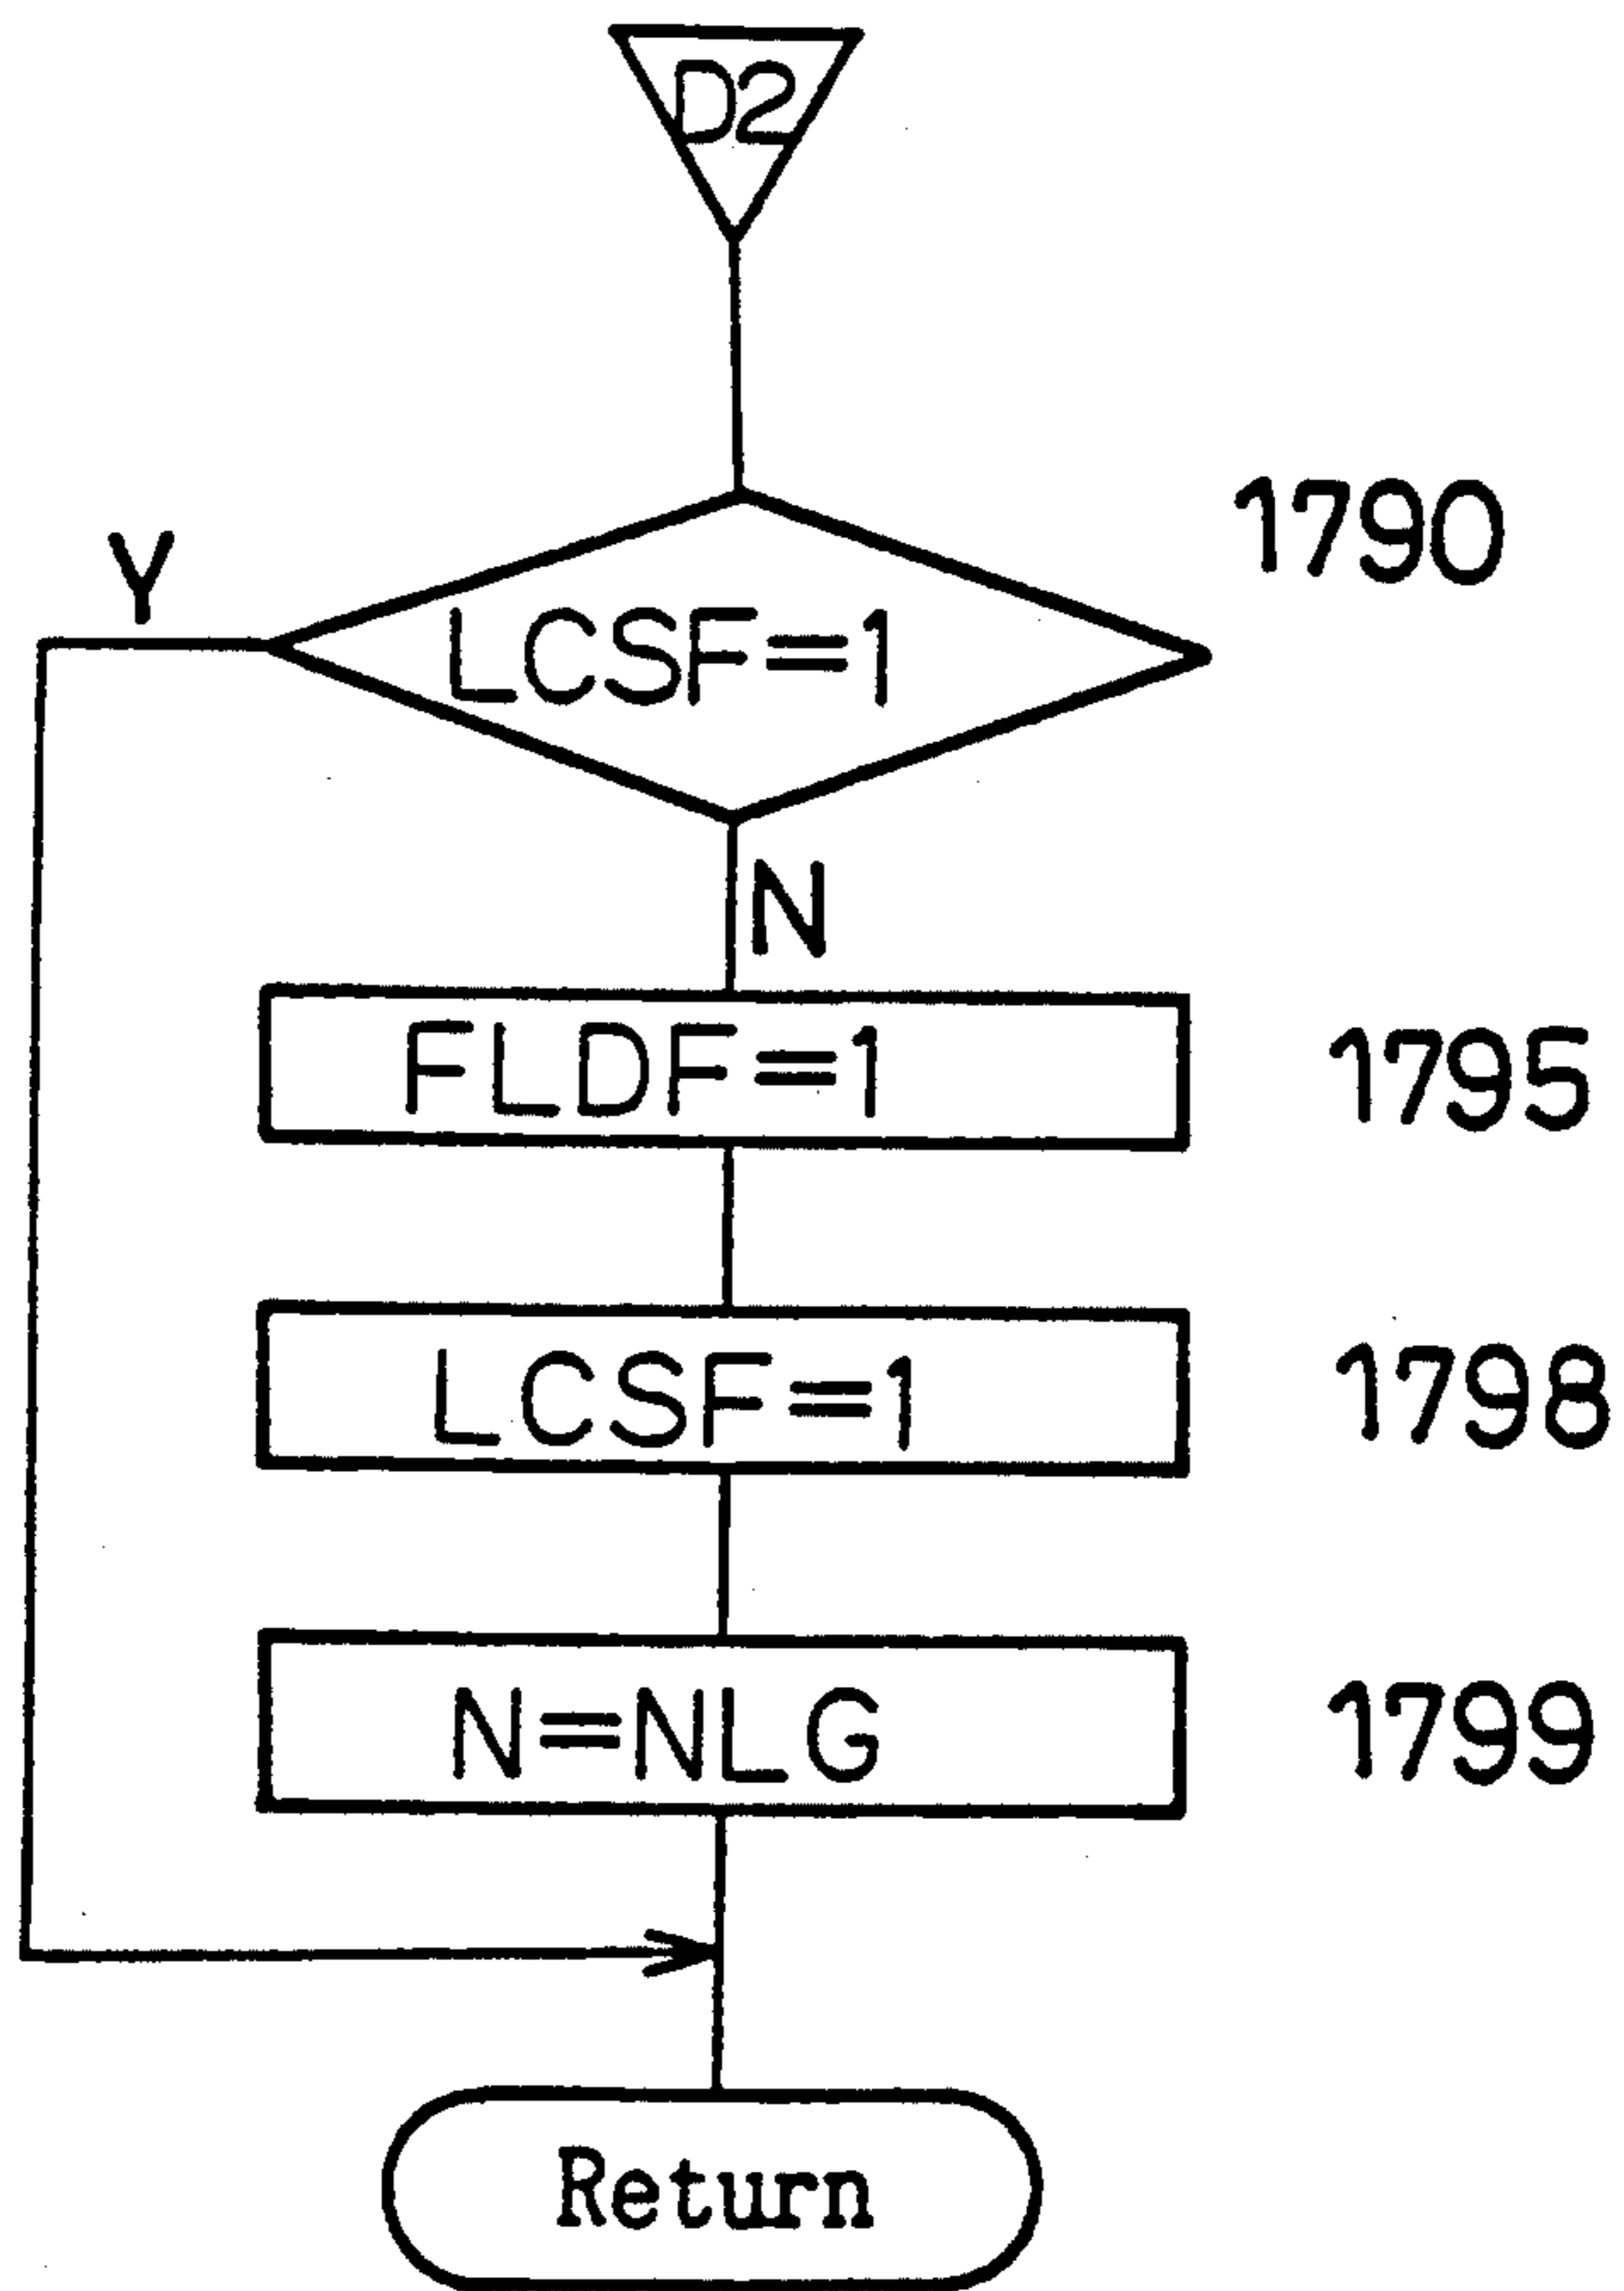 D2
1790
Y
LCSF=1
N
FLDF=1
1795
LCSF=1
1798
N=NLG
1799
Return